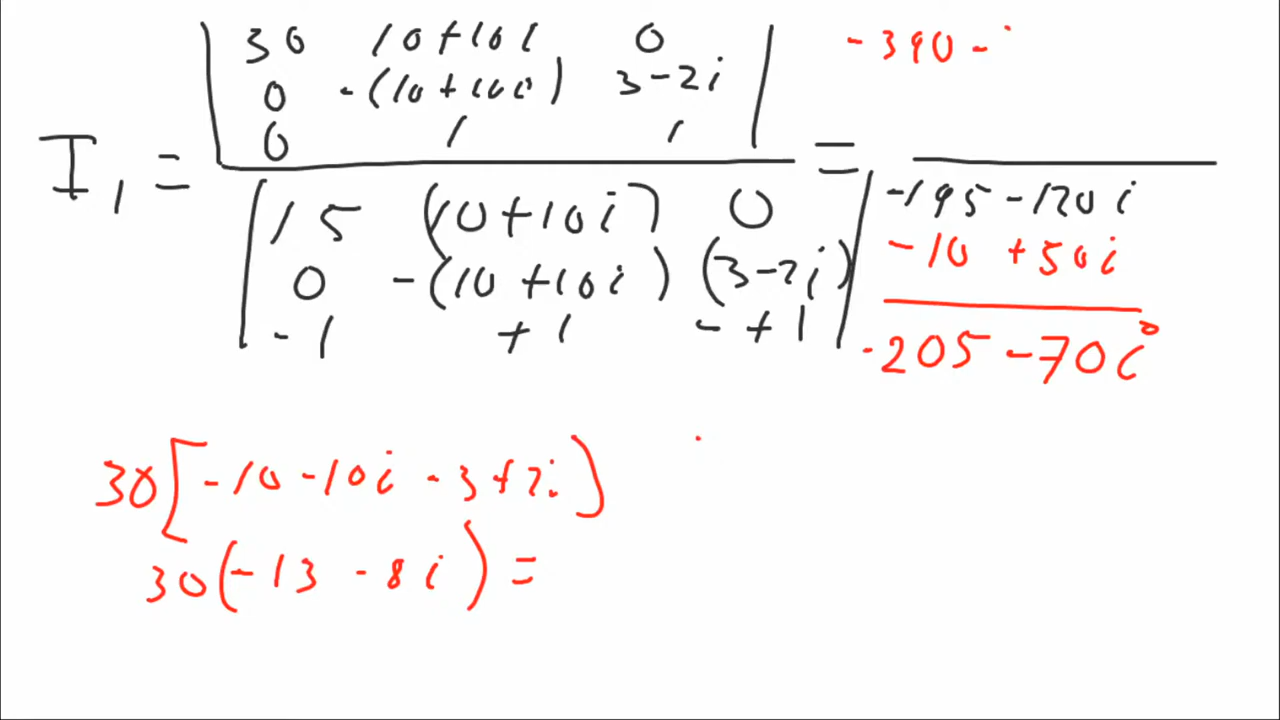 I₁ =
| 30 10+10i 0 |
| 0 -(10+10i) 3-2i |
| 0 1 1 |
| 15 (10+10i) 0 |
| 0 -(10+10i) (3-2i) |
| -1 +1 -+1 |
= -390 -
-195 -120i
-10 +50i
-205 -70i
30[-10 -10i -3+2i)
30(-13 -8i) =